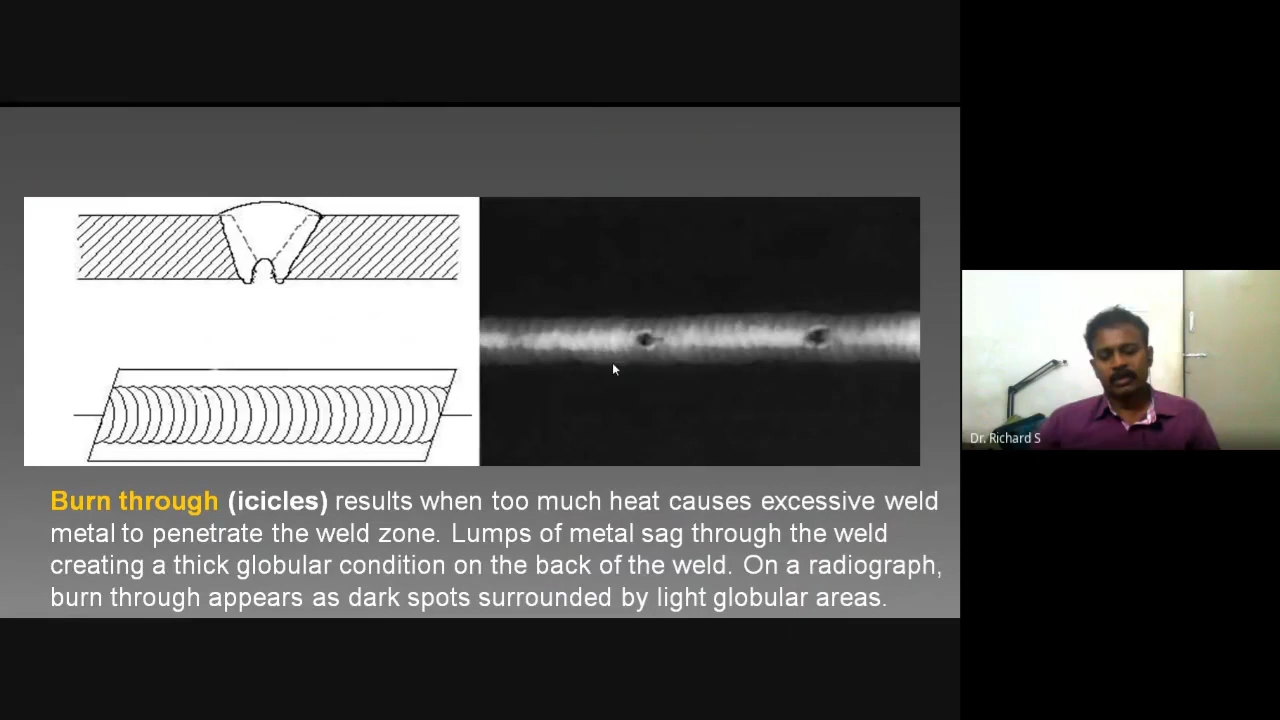 Burn through (icicles) results when too much heat causes excessive weld
metal to penetrate the weld zone. Lumps of metal sag through the weld
creating a thick globular condition on the back of the weld. On a radiograph,
burn through appears as dark spots surrounded by light globular areas.
Dr. Richard S